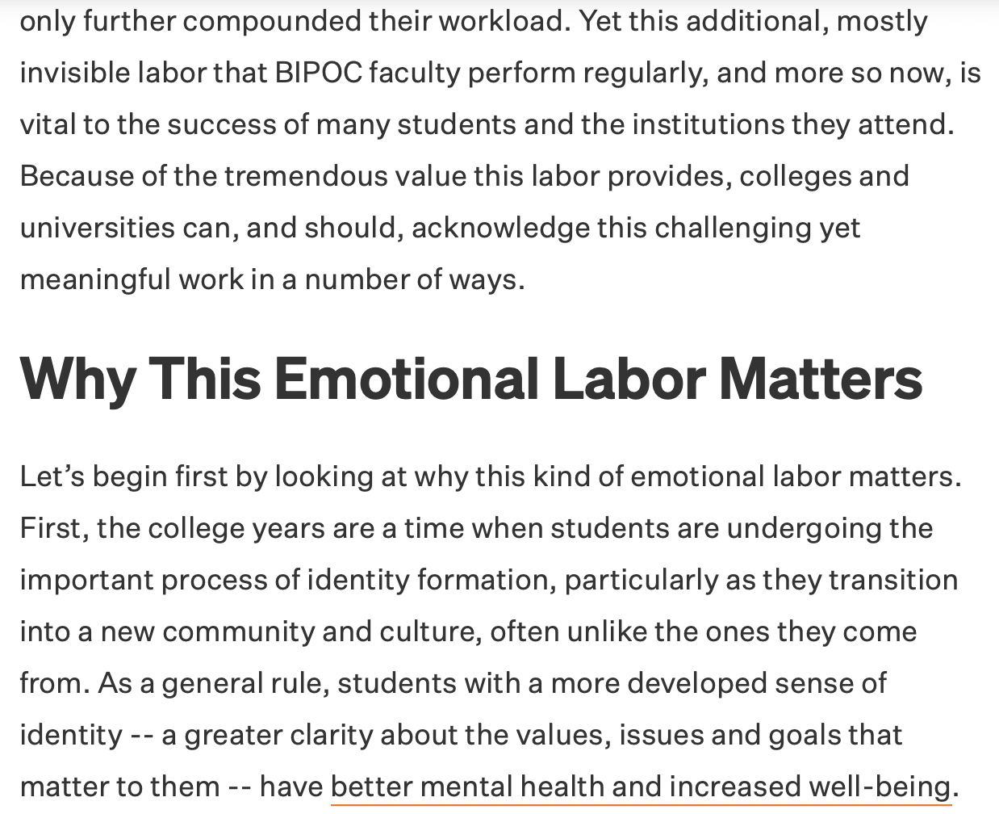 only further compounded their workload. Yet this additional, mostly
invisible labor that BIPOC faculty perform regularly, and more so now, is
vital to the success of many students and the institutions they attend.
Because of the tremendous value this labor provides, colleges and
universities can, and should, acknowledge this challenging yet
meaningful work in a number of ways.
Why This Emotional Labor Matters
Let’s begin first by looking at why this kind of emotional labor matters.
First, the college years are a time when students are undergoing the
important process of identity formation, particularly as they transition
into a new community and culture, often unlike the ones they come
from. As a general rule, students with a more developed sense of
identity -- a greater clarity about the values, issues and goals that
matter to them -- have better mental health and increased well-being.